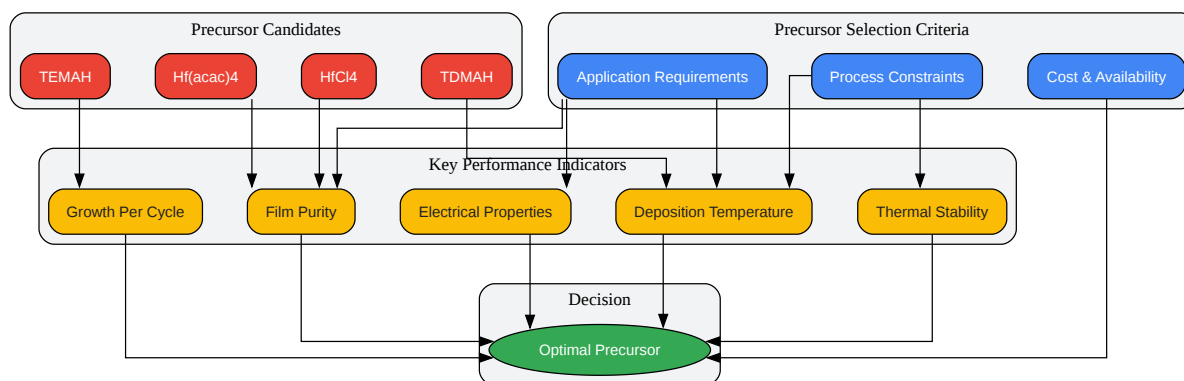 Precursor Candidates
Precursor Selection Criteria
TEMAH
Hf(acac)4
HfCl4
TDMAH
Application Requirements
Process Constraints
Cost & Availability
Key Performance Indicators
Growth Per Cycle
Film Purity
Electrical Properties
Deposition Temperature
Thermal Stability
Decision
Optimal Precursor